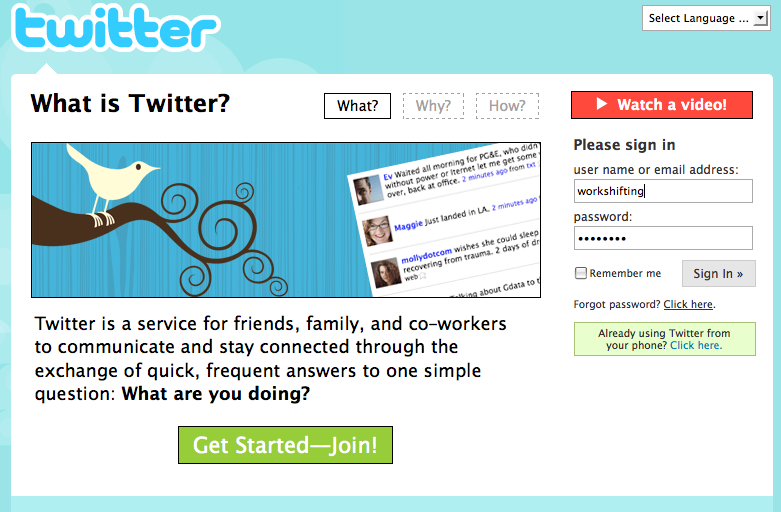 twitter
Select Language ...
What is Twitter?
What?
Why?
How?
Watch a video!
Ev Waited all morning for PG&E, who didn
without power or iternet let me get some
over, back at office. 2 minutes ago from txt
Maggie Just landed in LA. 2 minutes ago
mollydotcom wishes she could sleep
recovering from trauma. 2 days of dr
web
Talking about Gdata to t
Please sign in
user name or email address:
workshifting
password:
••••••••
Remember me
Sign In »
Forgot password? Click here.
Already using Twitter from
your phone? Click here.
Twitter is a service for friends, family, and co-workers
to communicate and stay connected through the
exchange of quick, frequent answers to one simple
question: What are you doing?
Get Started—Join!